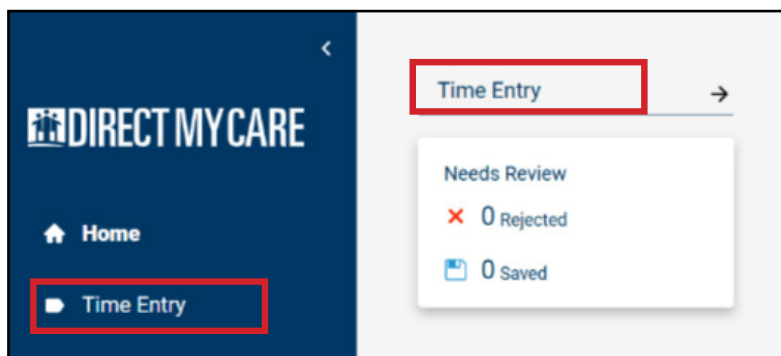 DIRECT MY CARE
Home
Time Entry
Time Entry
Needs Review
0 Rejected
0 Saved